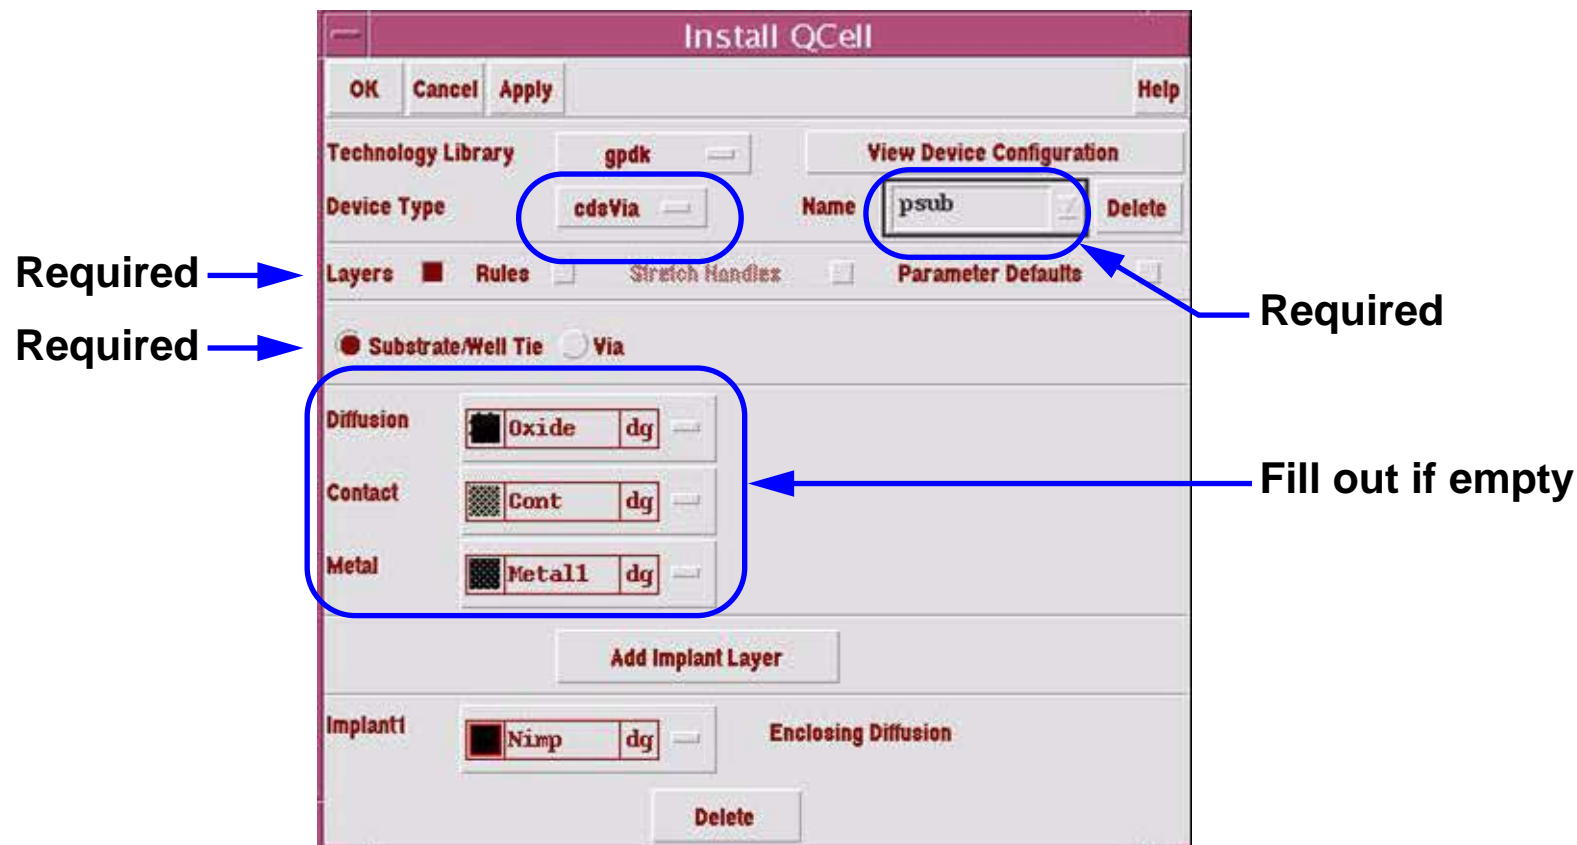 Install QCell
OK Cancel Apply Help
Technology Library gpdk View Device Configuration
Device Type cdsVia Name psub Delete
Required Layers Rules Stretch Handles Parameter Defaults
Required
Required Substrate/Well Tie Via
Diffusion Oxide dg
Fill out if empty
Contact Cont dg
Metal Metal1 dg
Add Implant Layer
Implant1 Nimp dg Enclosing Diffusion
Delete